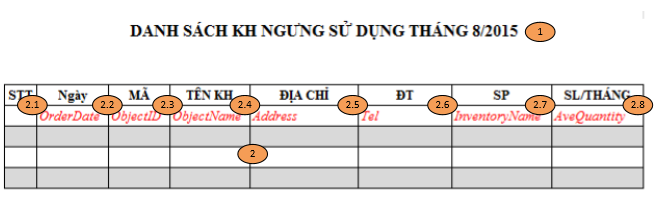 DANH SÁCH KH NGƯNG SỬ DỤNG THÁNG 8/2015 1
STT Ngày MÃ TÊN KH ĐỊA CHỈ ĐT SP SL/THÁNG
2.1 2.2 2.3 2.4 2.5 2.6 2.7 2.8
OrderDate ObjectID ObjectName Address Tel InventoryName AveQuantity
2